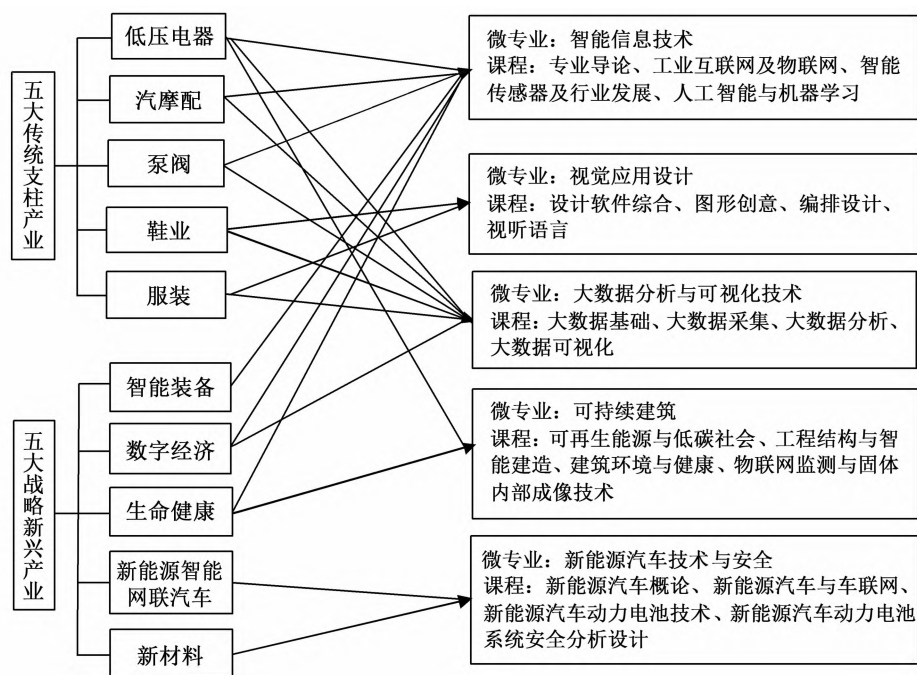 五大传统支柱产业
低压电器
汽摩配
泵阀
鞋业
服装
五大战略新兴产业
智能装备
数字经济
生命健康
新能源智能
网联汽车
新材料
微专业：智能信息技术
课程：专业导论、工业互联网及物联网、智能
传感器及行业发展、人工智能与机器学习
微专业：视觉应用设计
课程：设计软件综合、图形创意、编排设计、
视听语言
微专业：大数据分析与可视化技术
课程：大数据基础、大数据采集、大数据分析、
大数据可视化
微专业：可持续建筑
课程：可再生能源与低碳社会、工程结构与智
能建造、建筑环境与健康、物联网监测与固体
内部成像技术
微专业：新能源汽车技术与安全
课程：新能源汽车概论、新能源汽车与车联网、
新能源汽车动力电池技术、新能源汽车动力电池
系统安全分析设计